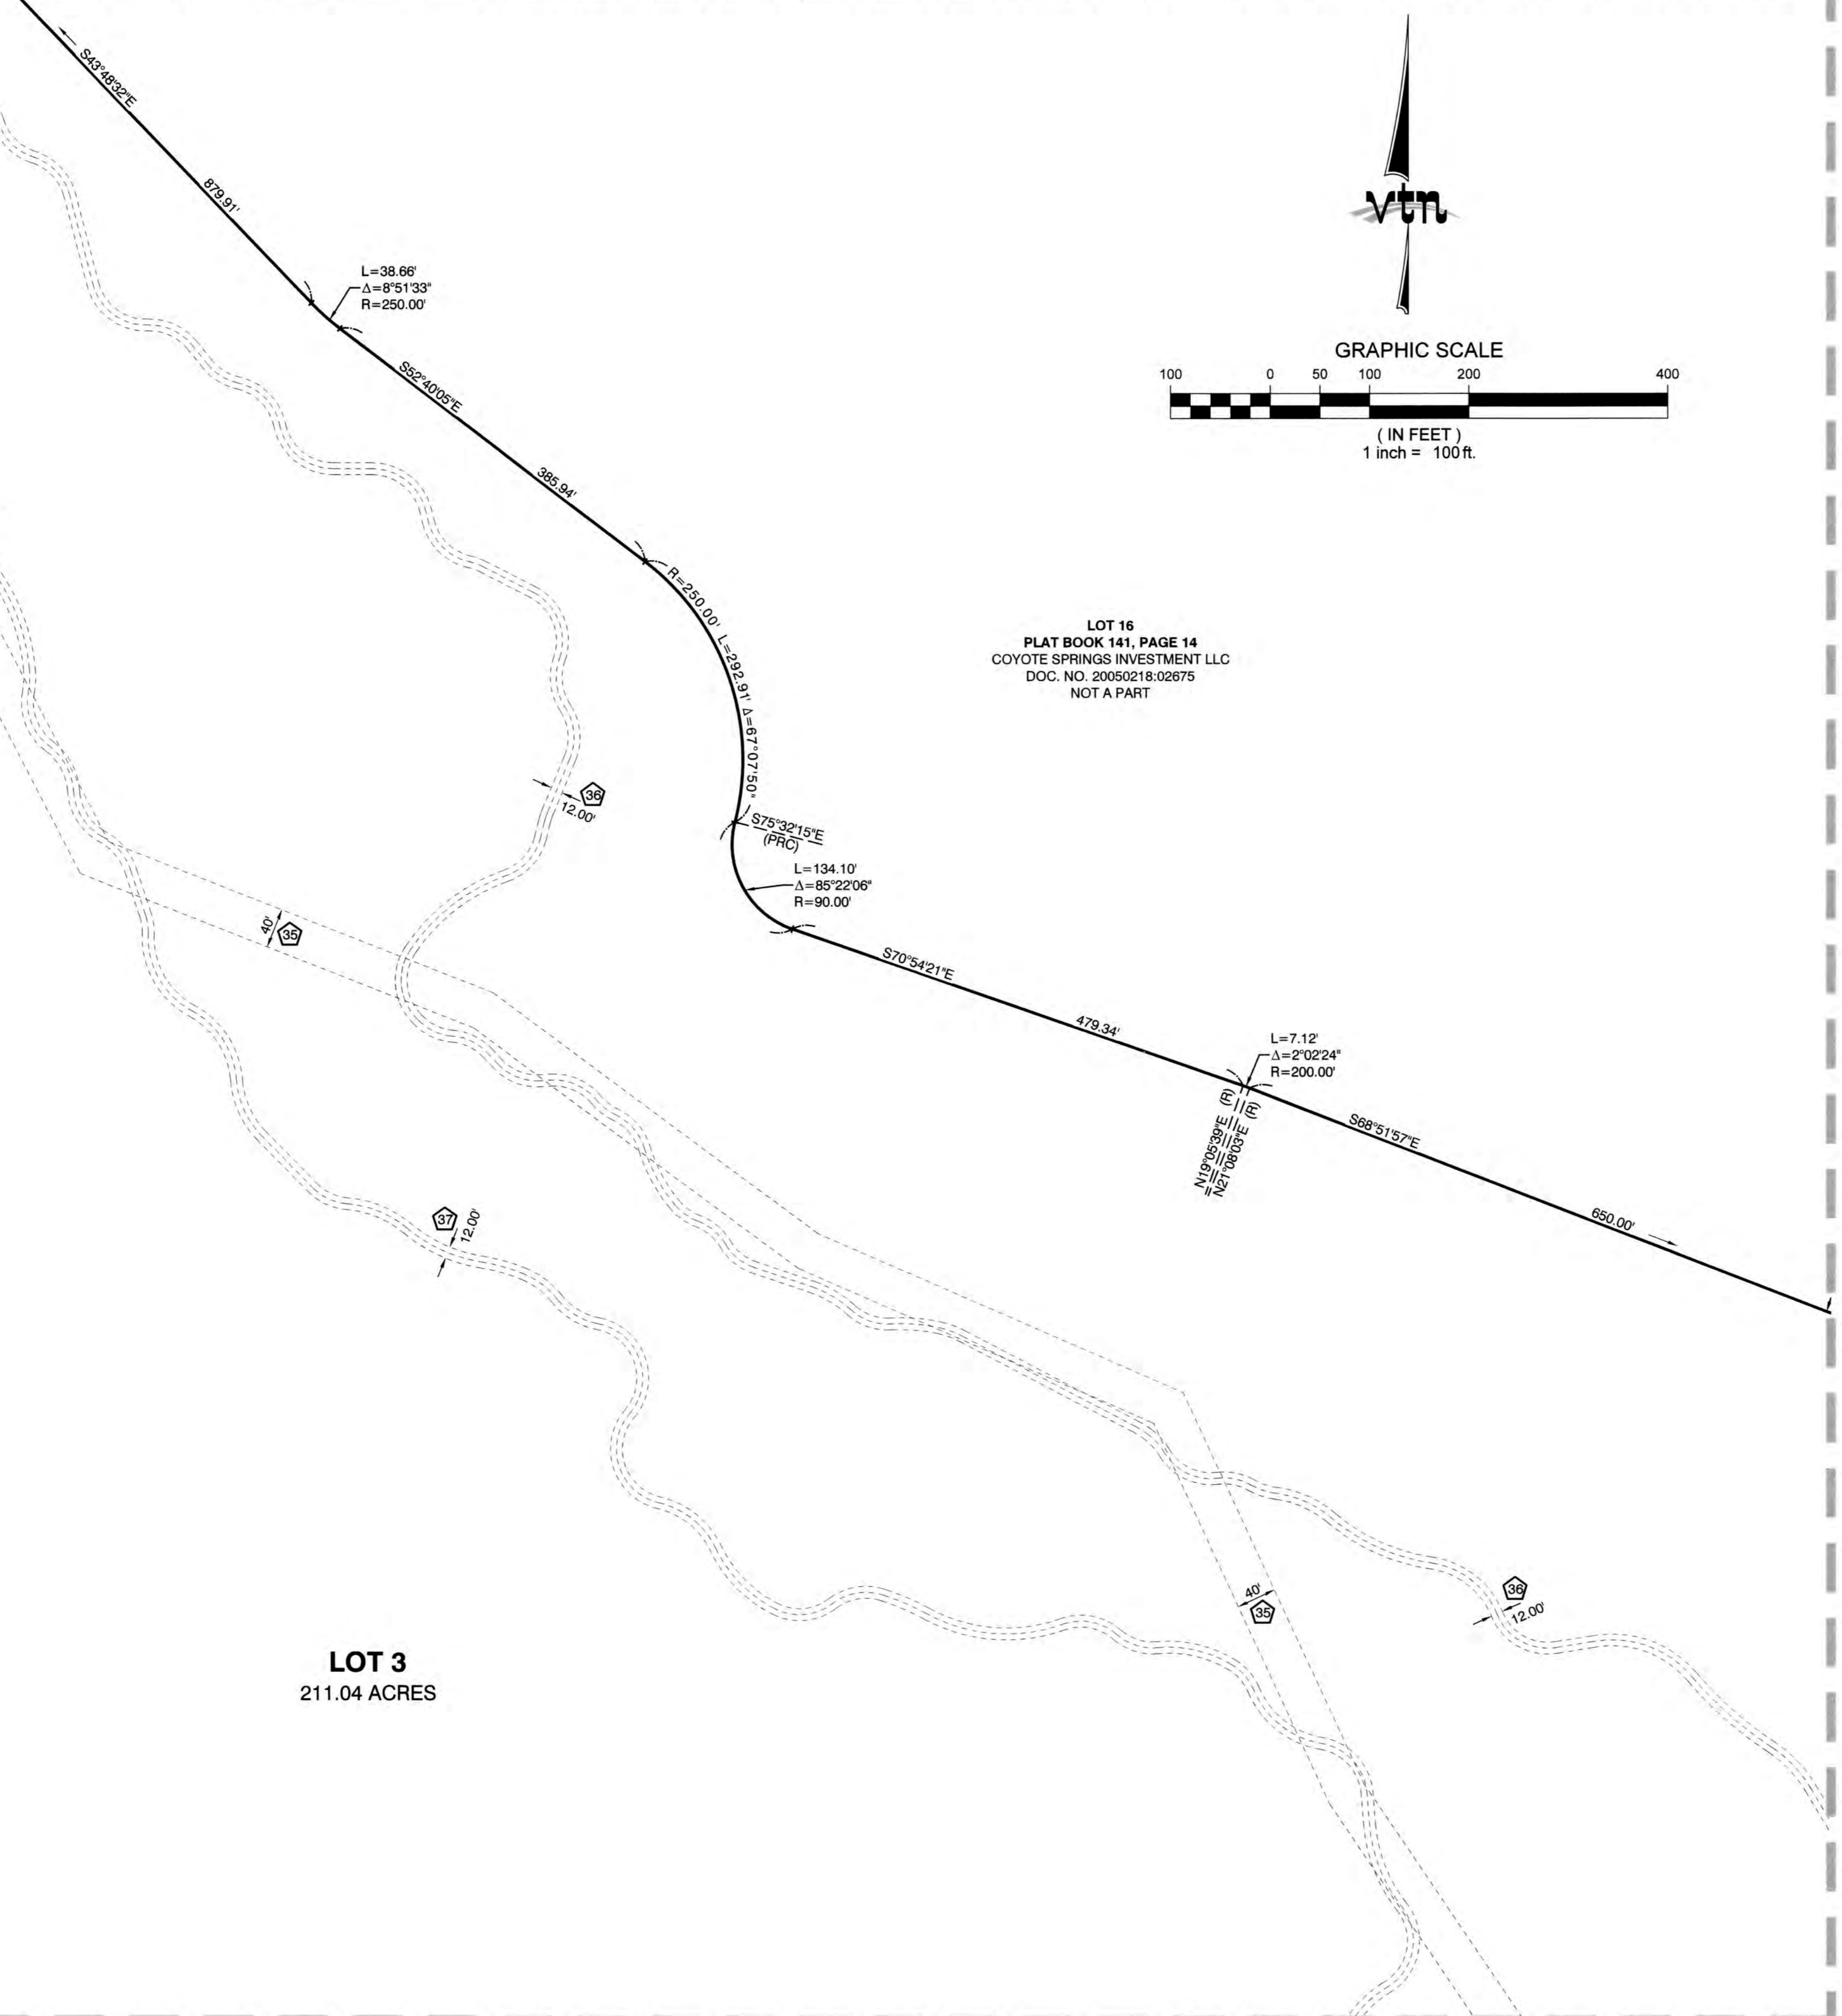 S43°48'32"E
879.91'
L=38.66'
Δ=8°51'33"
R=250.00'
S52°40'05"E
385.94'
R=250.00' L=292.91' Δ=67°07'50"
S75°32'15"E
(PRC)
L=134.10'
Δ=85°22'06"
R=90.00'
S70°54'21"E
479.34'
L=7.12'
Δ=2°02'24"
R=200.00'
N19°05'39"E (R)
N21°08'03"E (R)
S68°51'57"E
650.00'
vtn
GRAPHIC SCALE
100 0 50 100 200 400
( IN FEET )
1 inch = 100 ft.
LOT 16
PLAT BOOK 141, PAGE 14
COYOTE SPRINGS INVESTMENT LLC
DOC. NO. 20050218:02675
NOT A PART
36
12.00'
40'
35
37
12.00'
40'
35
36
12.00'
LOT 3
211.04 ACRES